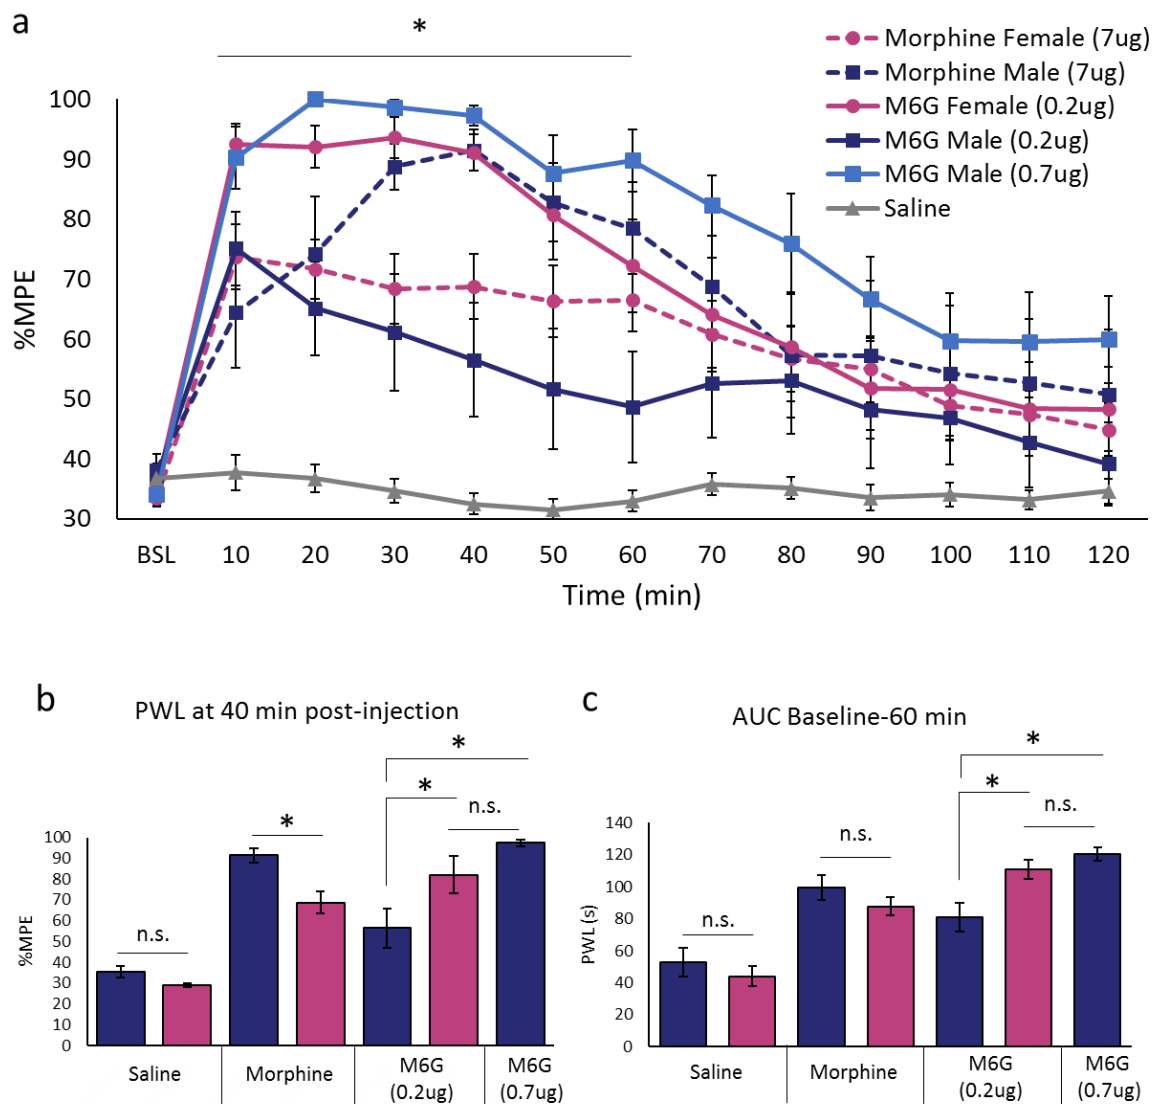 a
*
Morphine Female (7ug)
Morphine Male (7ug)
M6G Female (0.2ug)
M6G Male (0.2ug)
M6G Male (0.7ug)
Saline
%MPE
100
90
80
70
60
50
40
30
BSL 10 20 30 40 50 60 70 80 90 100 110 120
Time (min)
b
PWL at 40 min post-injection
*
*
n.s.
*
n.s.
%MPE
100
90
80
70
60
50
40
30
20
10
0
Saline Morphine M6G (0.2ug) M6G (0.7ug)
c
AUC Baseline-60 min
*
*
n.s.
n.s.
n.s.
PWL (s)
140
120
100
80
60
40
20
0
Saline Morphine M6G (0.2ug) M6G (0.7ug)